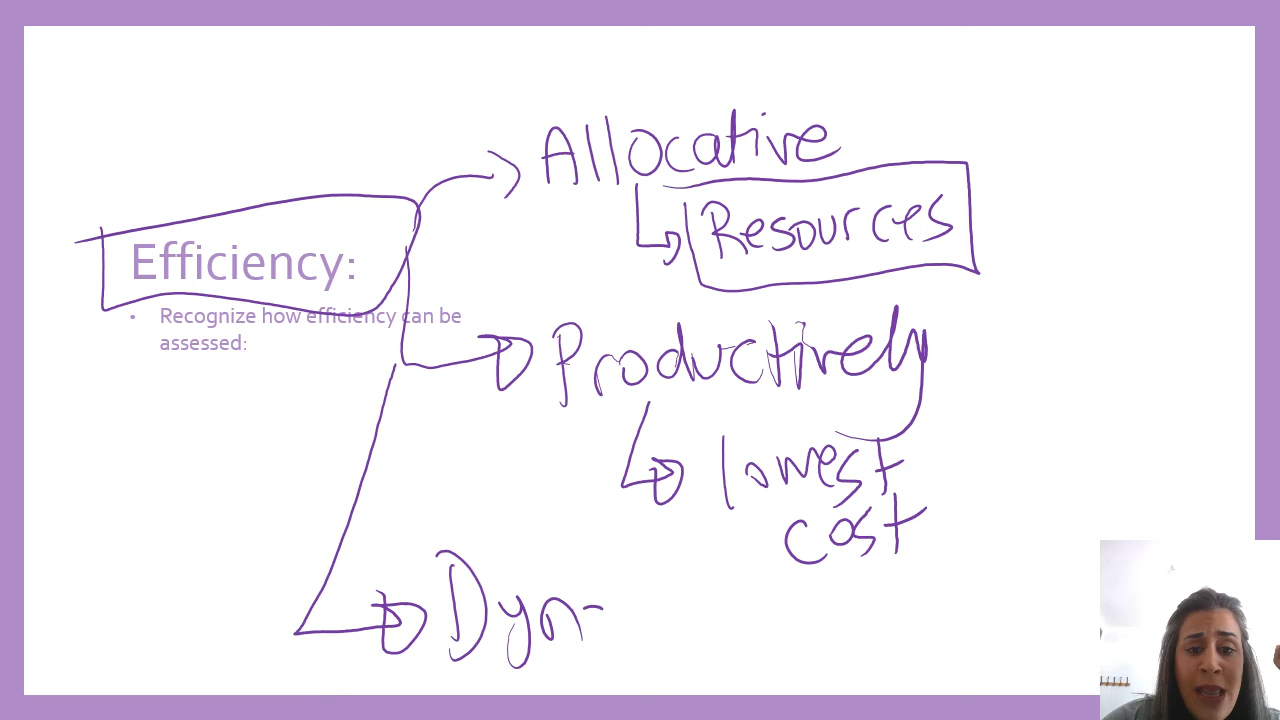 Efficiency:
• Recognize how efficiency can be
assessed:
Allocative
Resources
Productively
lowest
cost
Dyn